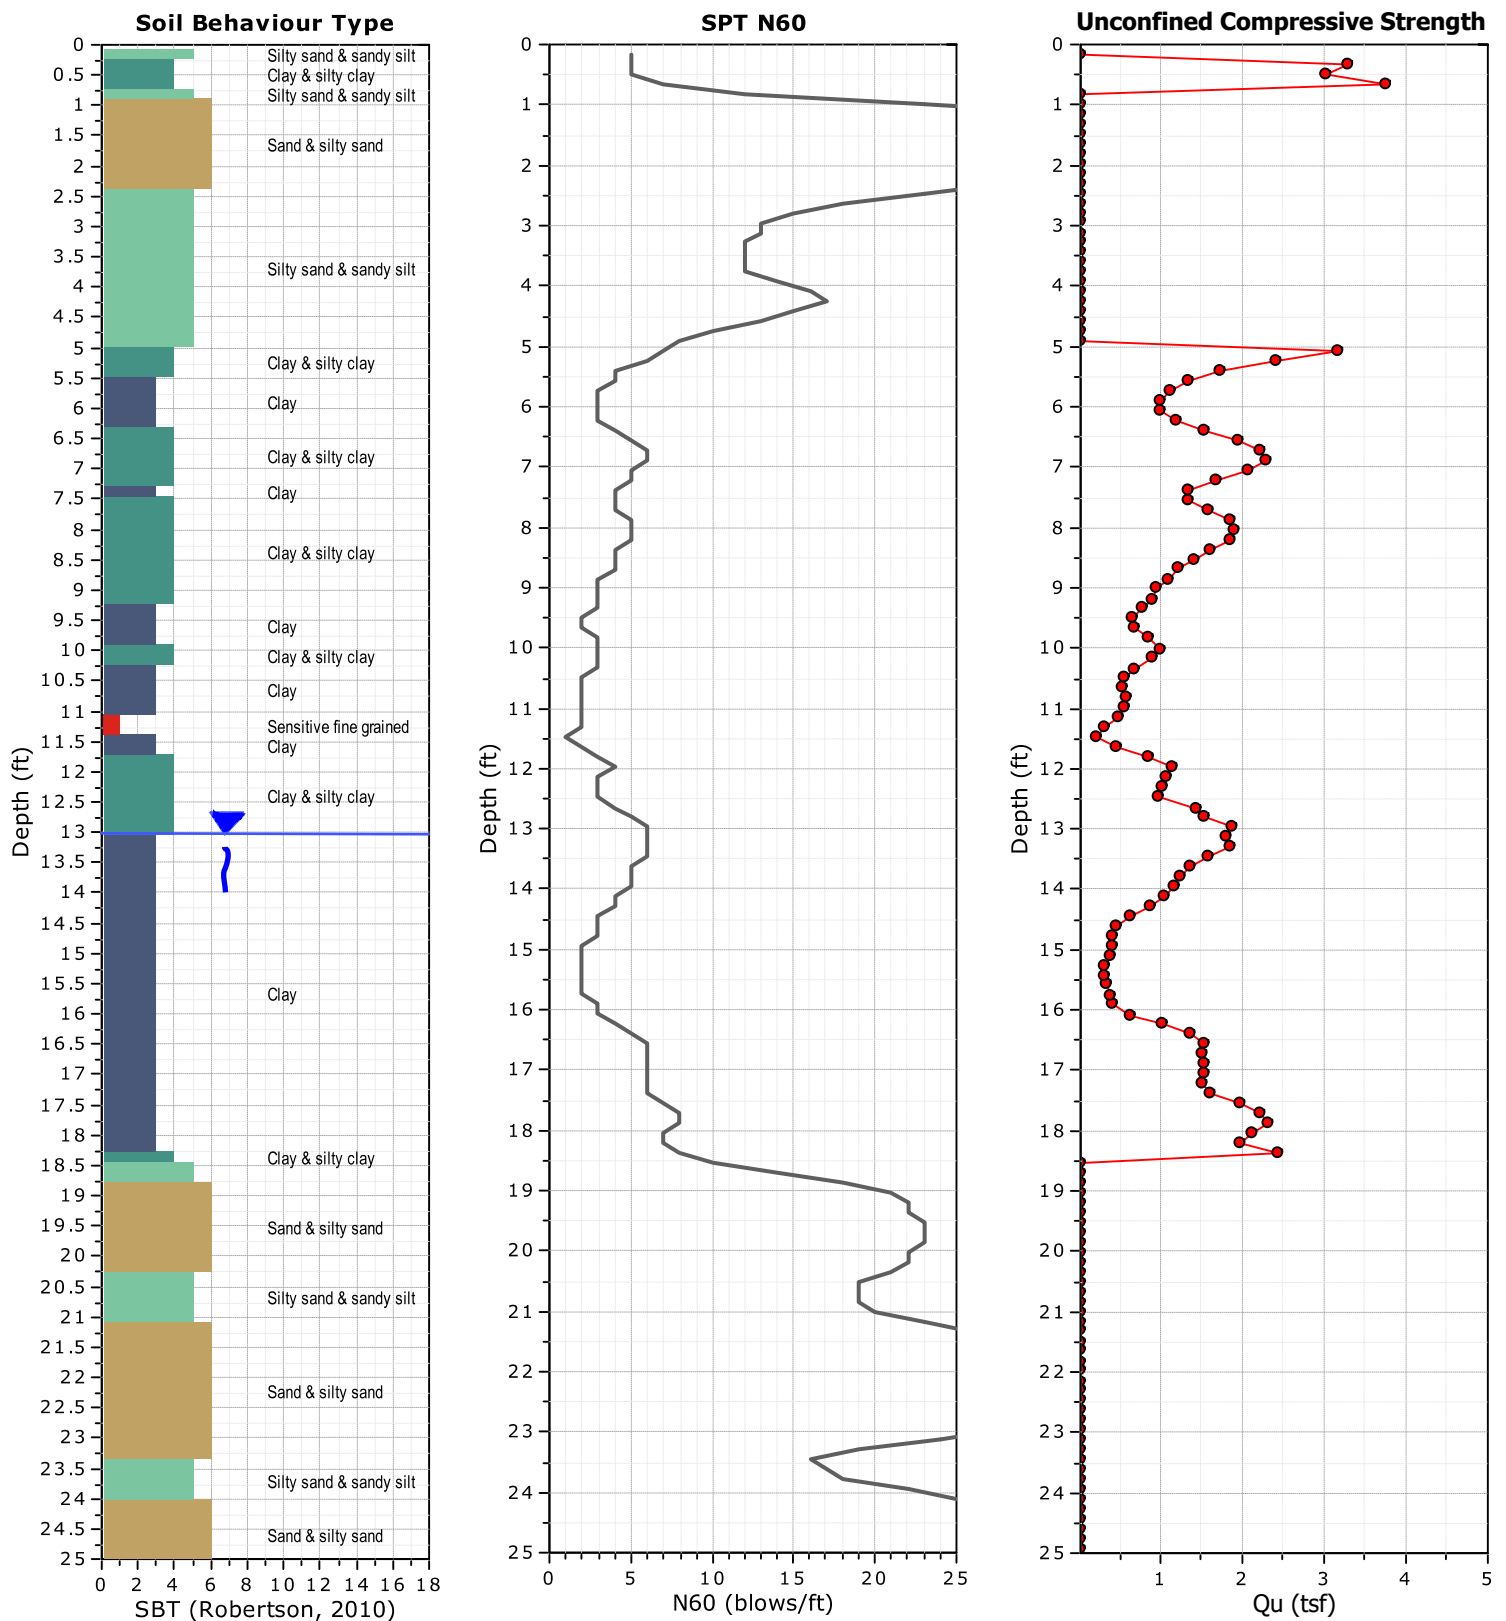 Soil Behaviour Type
0
0.5
1
1.5
2
2.5
3
3.5
4
4.5
5
5.5
6
6.5
7
7.5
8
8.5
9
9.5
10
10.5
11
11.5
12
12.5
13
13.5
14
14.5
15
15.5
16
16.5
17
17.5
18
18.5
19
19.5
20
20.5
21
21.5
22
22.5
23
23.5
24
24.5
25
Depth (ft)
Silty sand & sandy silt
Clay & silty clay
Silty sand & sandy silt
Sand & silty sand
Silty sand & sandy silt
Clay & silty clay
Clay
Clay & silty clay
Clay
Clay & silty clay
Clay
Clay & silty clay
Clay
Sensitive fine grained
Clay
Clay & silty clay
Clay
Clay & silty clay
Sand & silty sand
Silty sand & sandy silt
Sand & silty sand
Silty sand & sandy silt
Sand & silty sand
0 2 4 6 8 10 12 14 16 18
SBT (Robertson, 2010)
SPT N60
0
1
2
3
4
5
6
7
8
9
10
11
12
13
14
15
16
17
18
19
20
21
22
23
24
25
Depth (ft)
0 5 10 15 20 25
N60 (blows/ft)
Unconfined Compressive Strength
0
1
2
3
4
5
6
7
8
9
10
11
12
13
14
15
16
17
18
19
20
21
22
23
24
25
Depth (ft)
1 2 3 4 5
Qu (tsf)